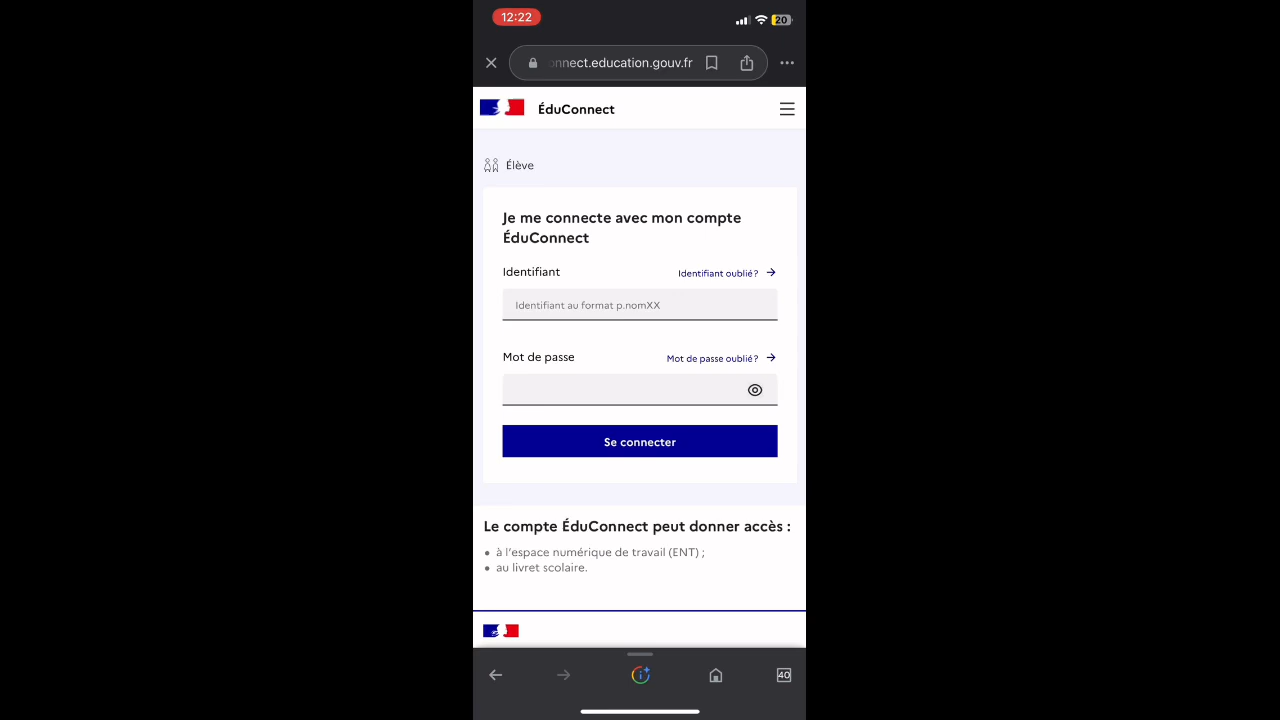 12:22
20
nnect.education.gouv.fr
ÉduConnect
Élève
Je me connecte avec mon compte
ÉduConnect
Identifiant
Identifiant oublié ?
Identifiant au format p.nomXX
Mot de passe
Mot de passe oublié ?
Se connecter
Le compte ÉduConnect peut donner accès :
• à l'espace numérique de travail (ENT) ;
• au livret scolaire.
40